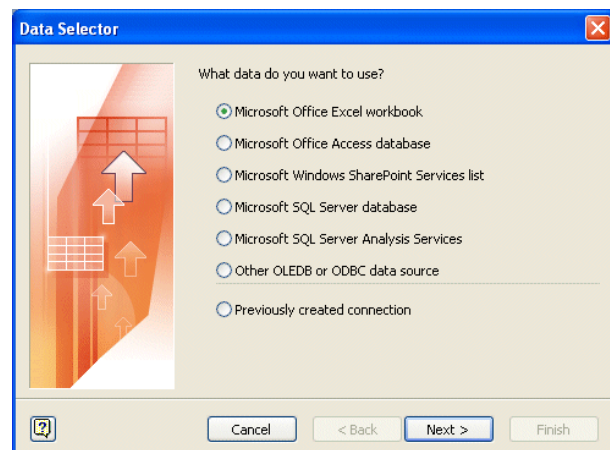 Data Selector
What data do you want to use?
Microsoft Office Excel workbook
Microsoft Office Access database
Microsoft Windows SharePoint Services list
Microsoft SQL Server database
Microsoft SQL Server Analysis Services
Other OLEDB or ODBC data source
Previously created connection
? Cancel < Back Next > Finish